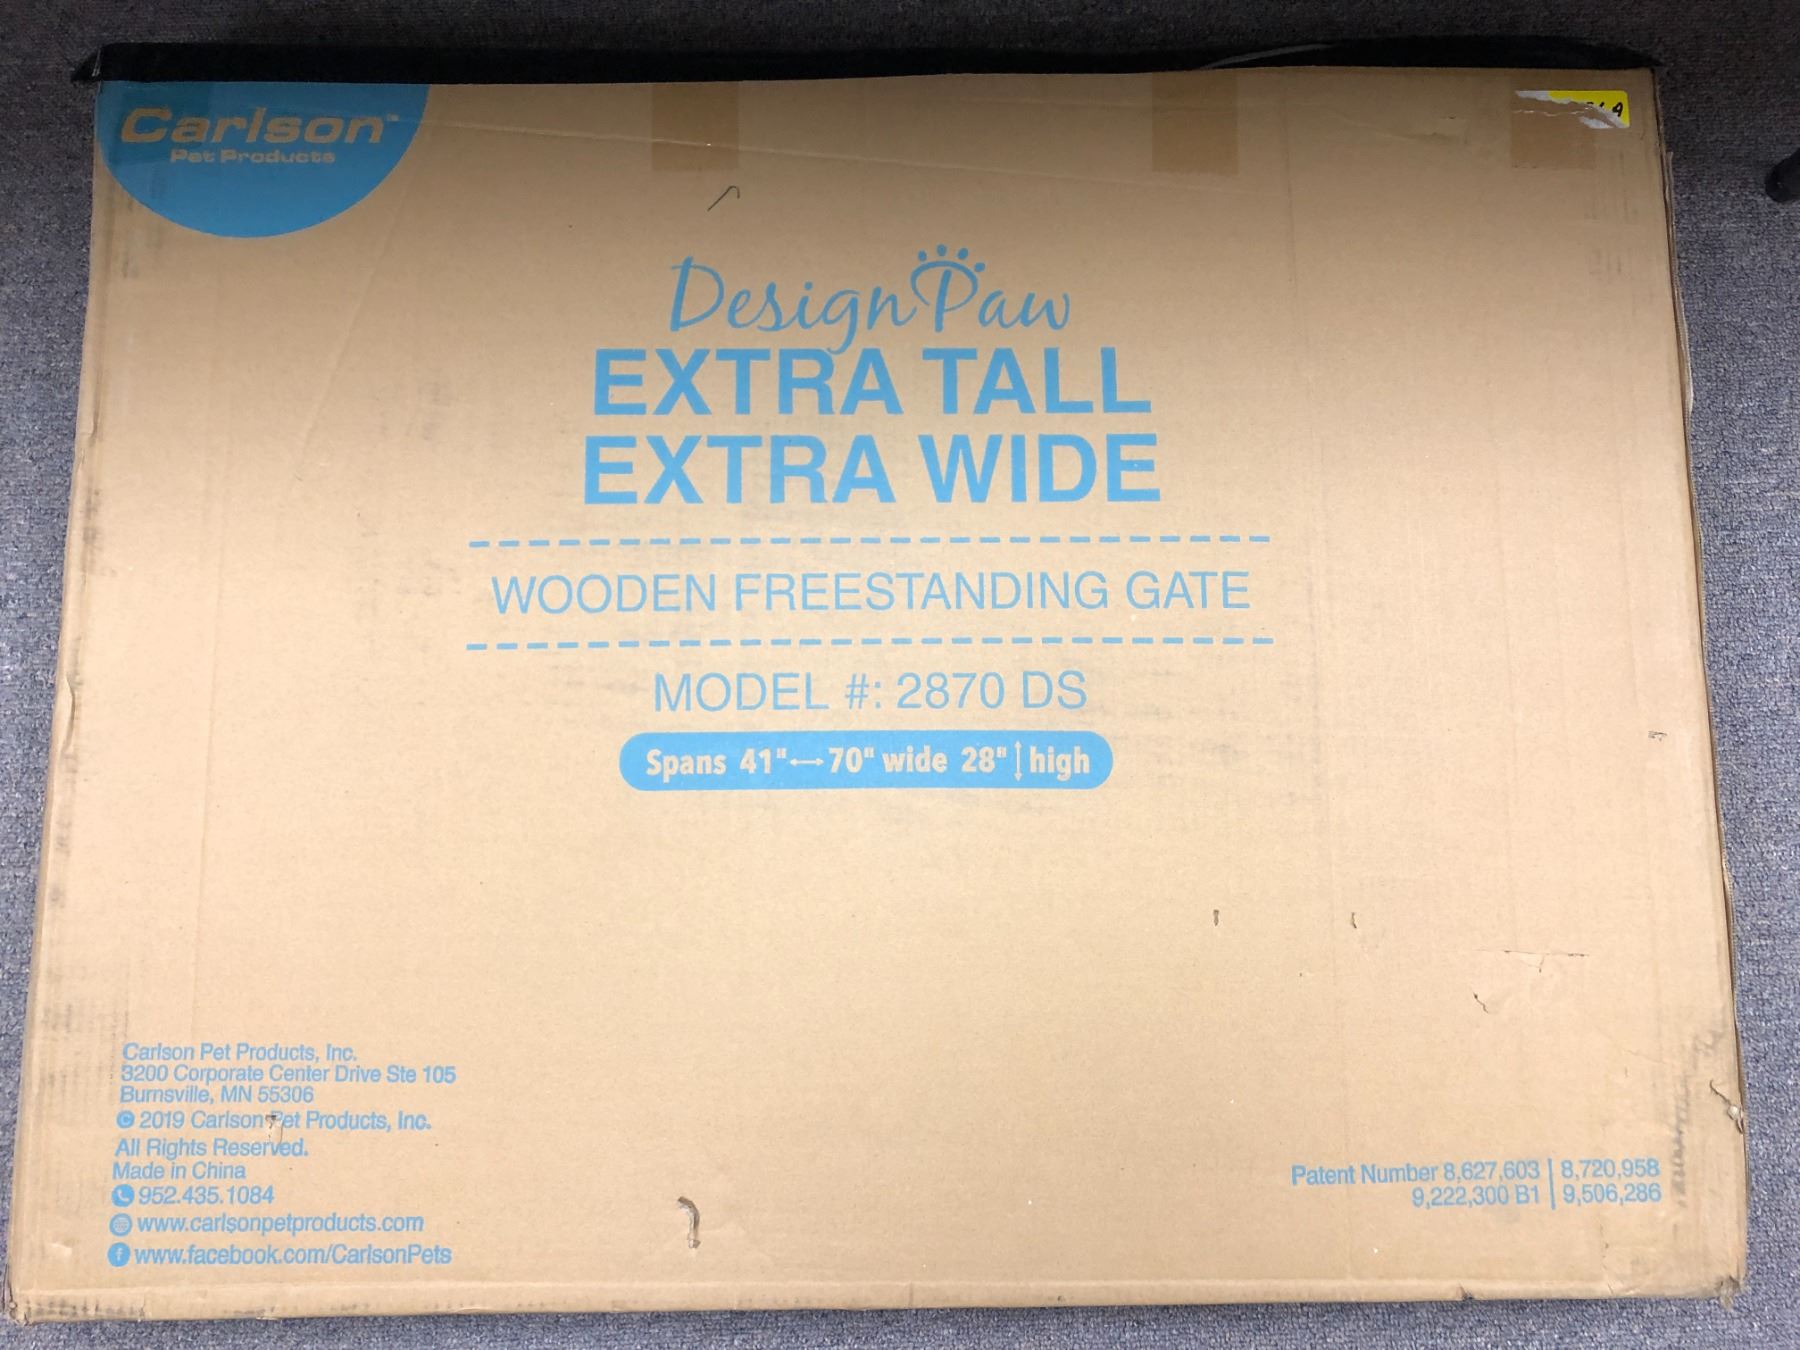 Carlson™
Pet Products
DesignPaw
EXTRA TALL
EXTRA WIDE
WOODEN FREESTANDING GATE
MODEL #: 2870 DS
Spans 41"↔70" wide 28"↕high
Carlson Pet Products, Inc.
3200 Corporate Center Drive Ste 105
Burnsville, MN 55306
© 2019 Carlson Pet Products, Inc.
All Rights Reserved.
Made in China
952.435.1084
www.carlsonpetproducts.com
www.facebook.com/CarlsonPets
Patent Number 8,627,603 | 8,720,958
9,222,300 B1 | 9,506,286